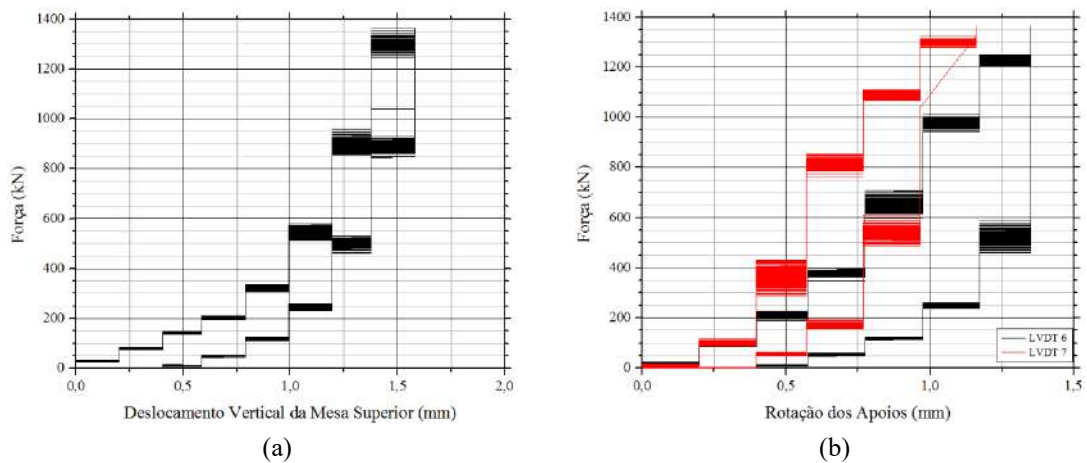 1400
1200
1000
800
600
400
200
0
Força (kN)
0,0 0,5 1,0 1,5 2,0
Deslocamento Vertical da Mesa Superior (mm)
(a)
1400
1200
1000
800
600
400
200
0
Força (kN)
LVDT 6
LVDT 7
0,0 0,5 1,0 1,5
Rotação dos Apoios (mm)
(b)